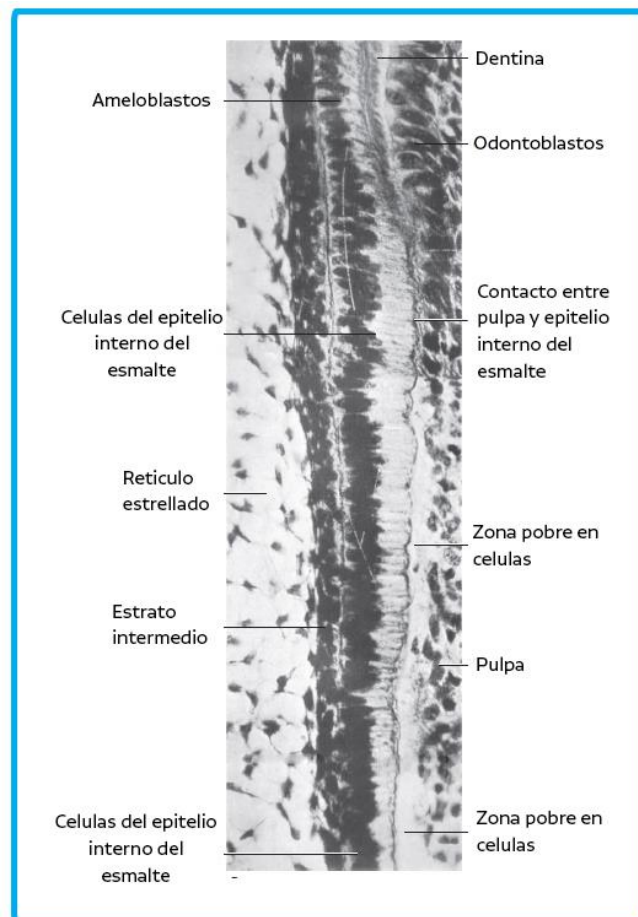 Dentina
Ameloblastos
Odontoblastos
Celulas del epitelio
interno del
esmalte
Contacto entre
pulpa y epitelio
interno del
esmalte
Reticulo
estrellado
Zona pobre en
celulas
Estrato
intermedio
Pulpa
Celulas del epitelio
interno del
esmalte
Zona pobre en
celulas